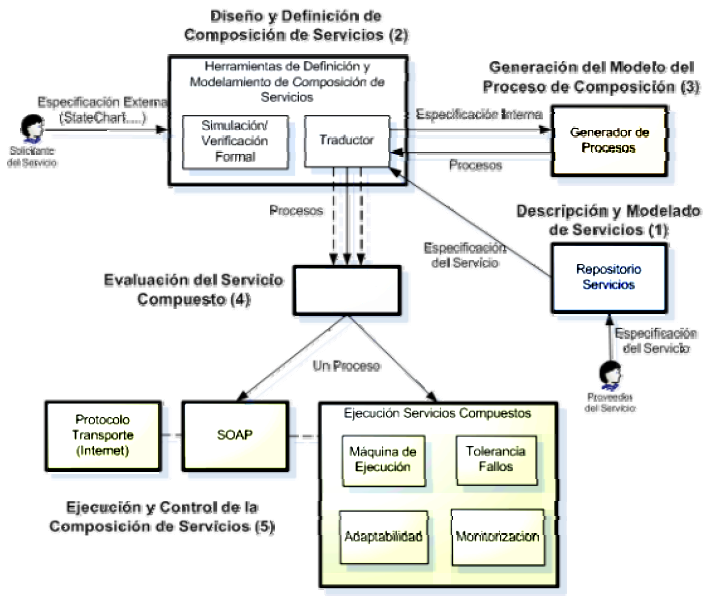 Diseño y Definición de
Composición de Servicios (2)
Herramientas de Definición y
Modelamiento de Composición de
Servicios
Simulación/
Verificación
Formal
Traductor
Generación del Modelo del
Proceso de Composición (3)
Especificación Externa
(StateChart....)
Solicitante
del Servicio
Especificación Interna
Generador de
Procesos
Procesos
Procesos
Descripción y Modelado
de Servicios (1)
Especificación
del Servicio
Repositorio
Servicios
Evaluación del Servicio
Compuesto (4)
Especificación
del Servicio
Proveedor
del Servicio
Un Proceso
Protocolo
Transporte
(Internet)
SOAP
Ejecución Servicios Compuestos
Máquina de
Ejecución
Tolerancia
Fallos
Adaptabilidad
Monitorizacion
Ejecución y Control de la
Composición de Servicios (5)